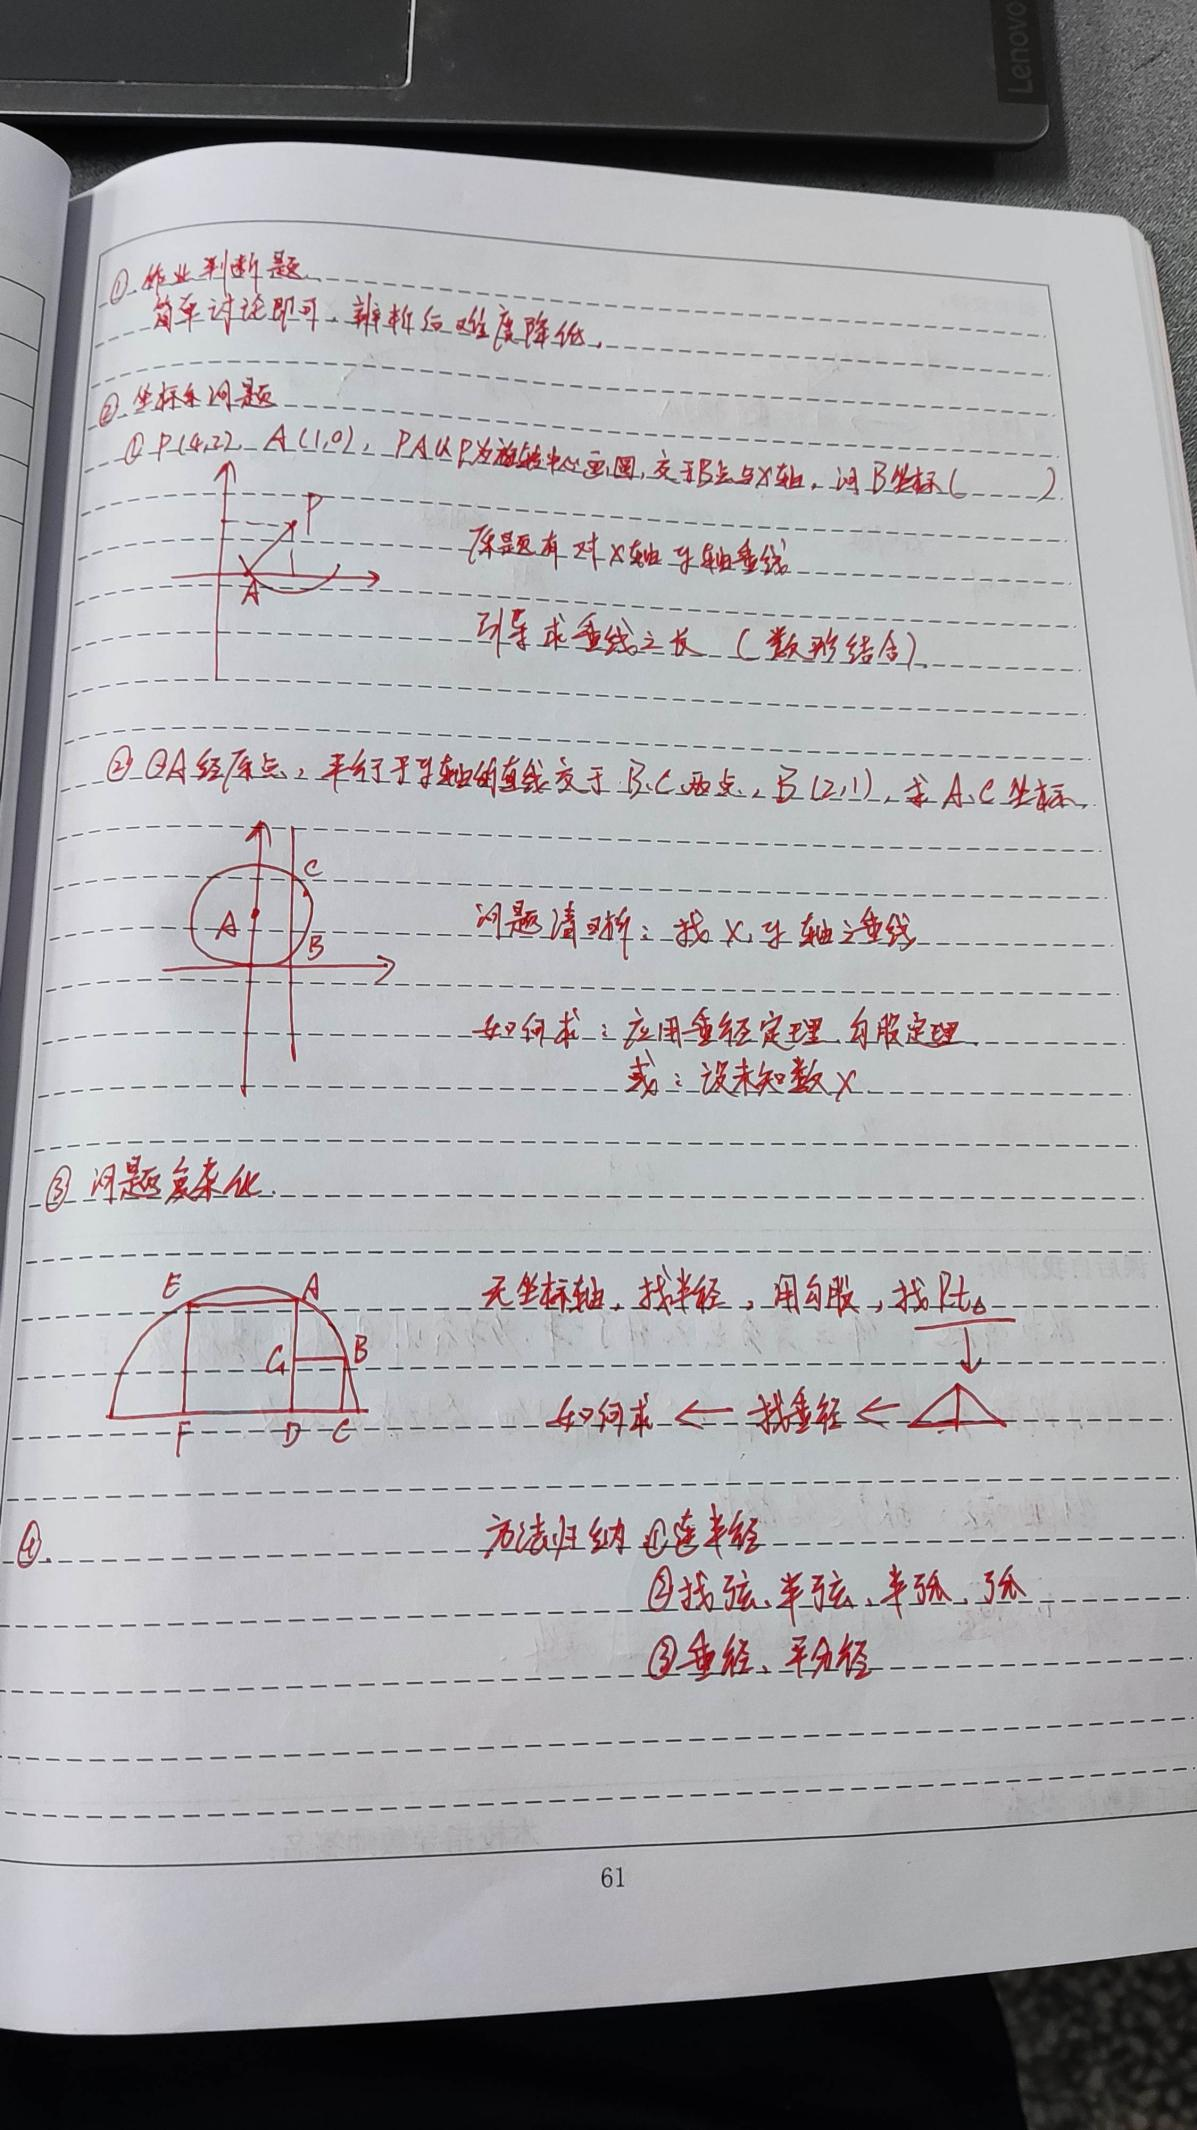 Lenovo
① 作业判断题
简单讨论即可、辨析后难度降低.
② 坐标系问题
① P(4,2), A(1,0), PA以P为旋转中心画圆,交于B点与x轴,问B坐标( )
P
A
原题有对x轴y轴垂线
引导求垂线之长 (数形结合)
② ⊙A经原点,平行于y轴的直线交于B、C两点,B(2,1),求A、C坐标.
C
A
B
问题清晰:找x、y轴之垂线
如何求:应用垂径定理、勾股定理
或:设未知数x
③ 问题复杂化
E A
G B
F D C
无坐标轴,找半径,用勾股,找Rt△
如何求 ← 找垂径 ←
④.
方法归纳 ①连半径
②找弦、半弦、半弧、弧
③垂径、平分径
61